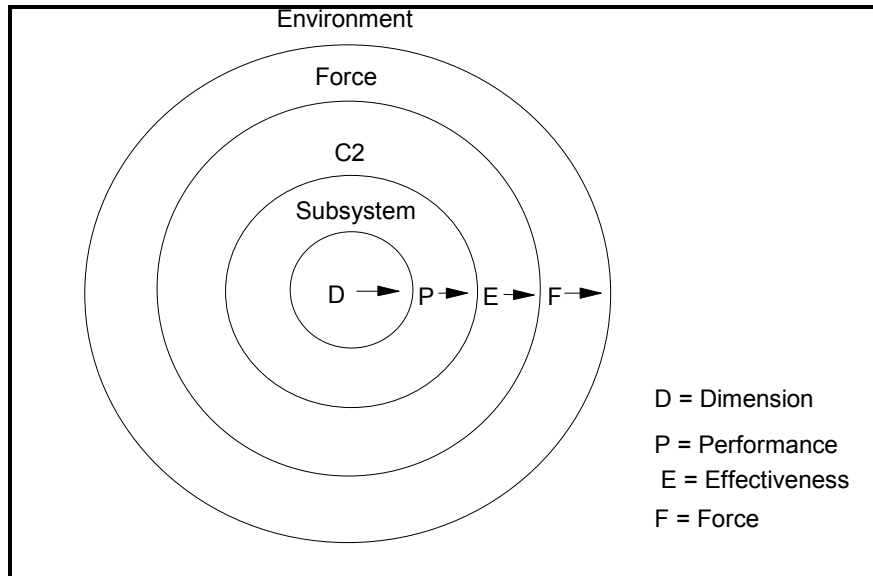 Environment
Force
C2
Subsystem
D P E F
D = Dimension
P = Performance
E = Effectiveness
F = Force